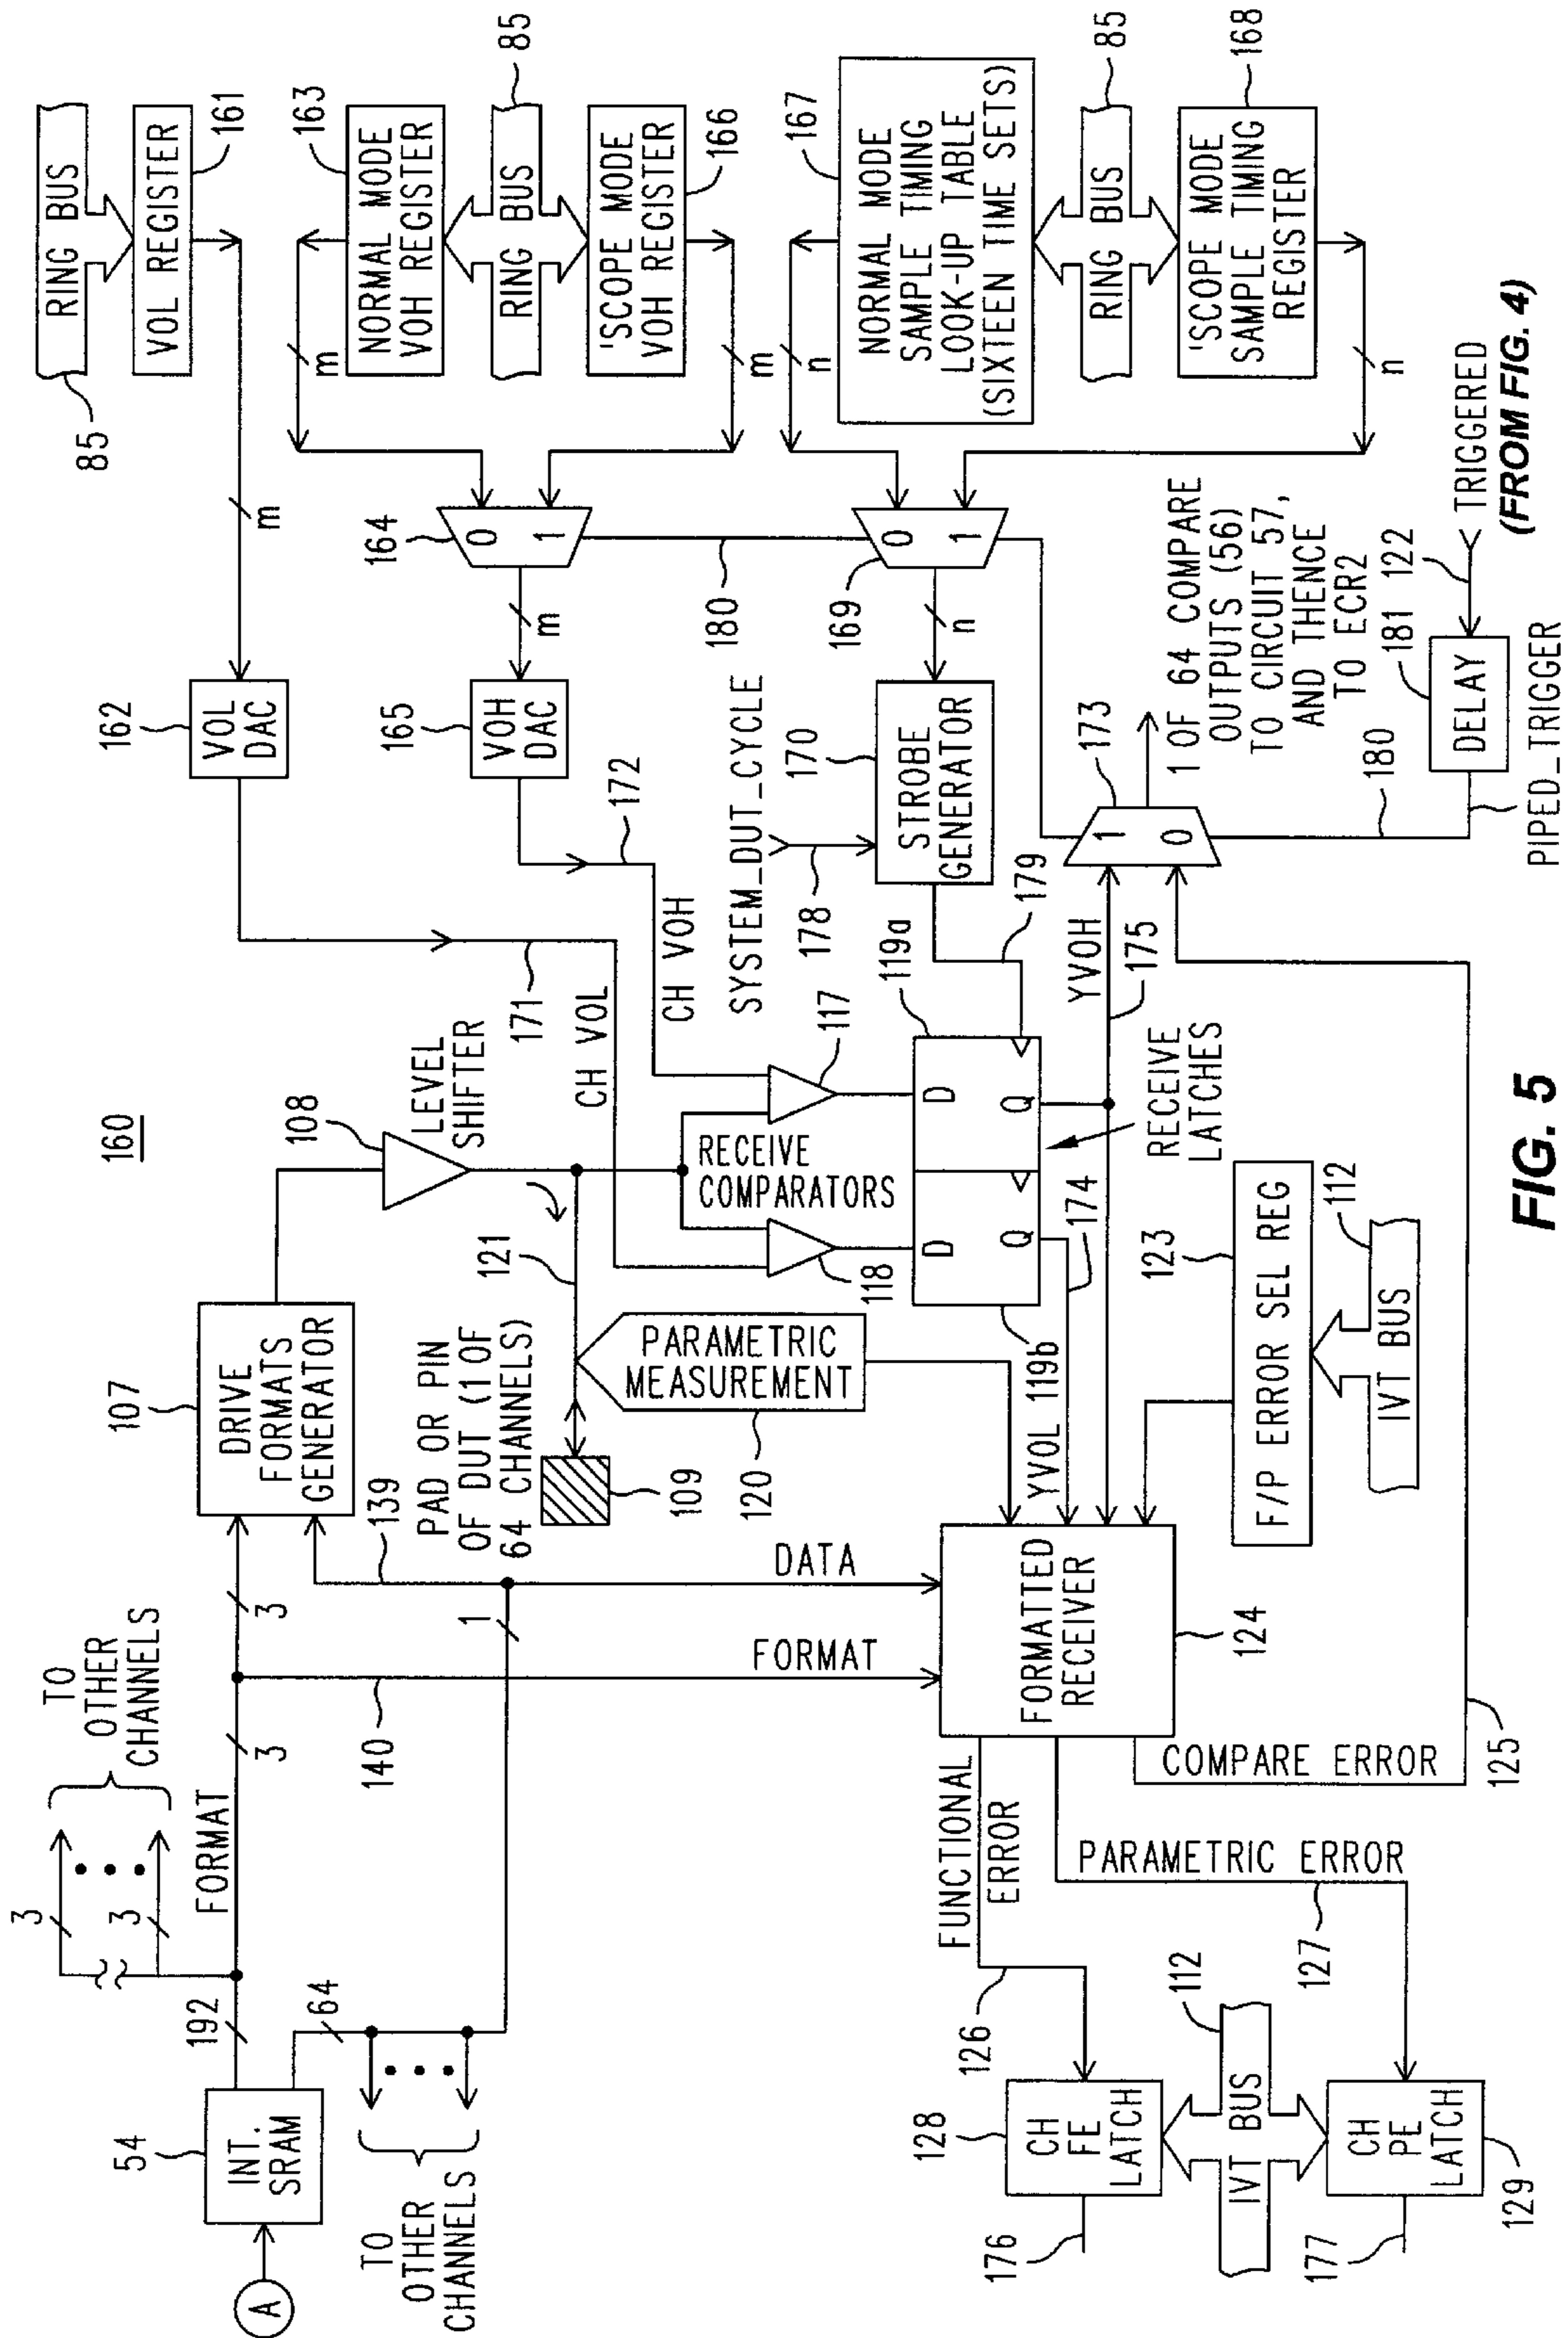 160
A
54
INT.
SRAM
192
3
3
TO
OTHER
CHANNELS
64
TO
OTHER
CHANNELS
FORMAT
3
3
1
140
139
107
DRIVE
FORMATS
GENERATOR
108
LEVEL
SHIFTER
PAD OR PIN
OF DUT (1 OF
64 CHANNELS)
109
121
120
PARAMETRIC
MEASUREMENT
RECEIVE
COMPARATORS
117
118
CH VOL
171
CH VOH
172
162
VOL
DAC
m
85
RING BUS
VOL REGISTER
161
163
NORMAL MODE
VOH REGISTER
m
85
RING BUS
'SCOPE MODE
VOH REGISTER
166
m
164
0
1
m
165
VOH
DAC
180
167
NORMAL MODE
SAMPLE TIMING
LOOK-UP TABLE
(SIXTEEN TIME SETS)
n
85
RING BUS
'SCOPE MODE
SAMPLE TIMING
REGISTER
168
n
169
0
1
n
SYSTEM_DUT_CYCLE
178
170
STROBE
GENERATOR
179
119a
D
D
Q
Q
119b
RECEIVE
LATCHES
YVOH
175
YVOL
174
173
1
0
1 OF 64 COMPARE
OUTPUTS (56)
TO CIRCUIT 57,
AND THENCE
TO ECR2
180
PIPED_TRIGGER
DELAY
181
122
TRIGGERED
(FROM FIG. 4)
DATA
FORMAT
FORMATTED
RECEIVER
124
123
F/P ERROR SEL REG
112
IVT BUS
COMPARE ERROR
125
FUNCTIONAL
ERROR
126
PARAMETRIC ERROR
127
128
CH
FE
LATCH
176
112
IVT BUS
CH
PE
LATCH
129
177
FIG. 5